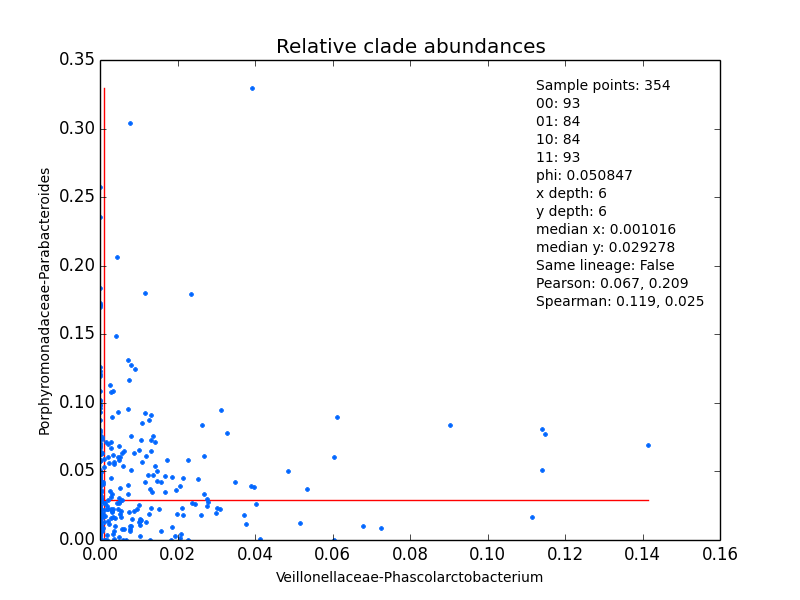 Relative clade abundances
Sample points: 354
00: 93
01: 84
10: 84
11: 93
phi: 0.050847
x depth: 6
y depth: 6
median x: 0.001016
median y: 0.029278
Same lineage: False
Pearson: 0.067, 0.209
Spearman: 0.119, 0.025
Porphyromonadaceae-Parabacteroides
0.35
0.30
0.25
0.20
0.15
0.10
0.05
0.00
0.00 0.02 0.04 0.06 0.08 0.10 0.12 0.14 0.16
Veillonellaceae-Phascolarctobacterium